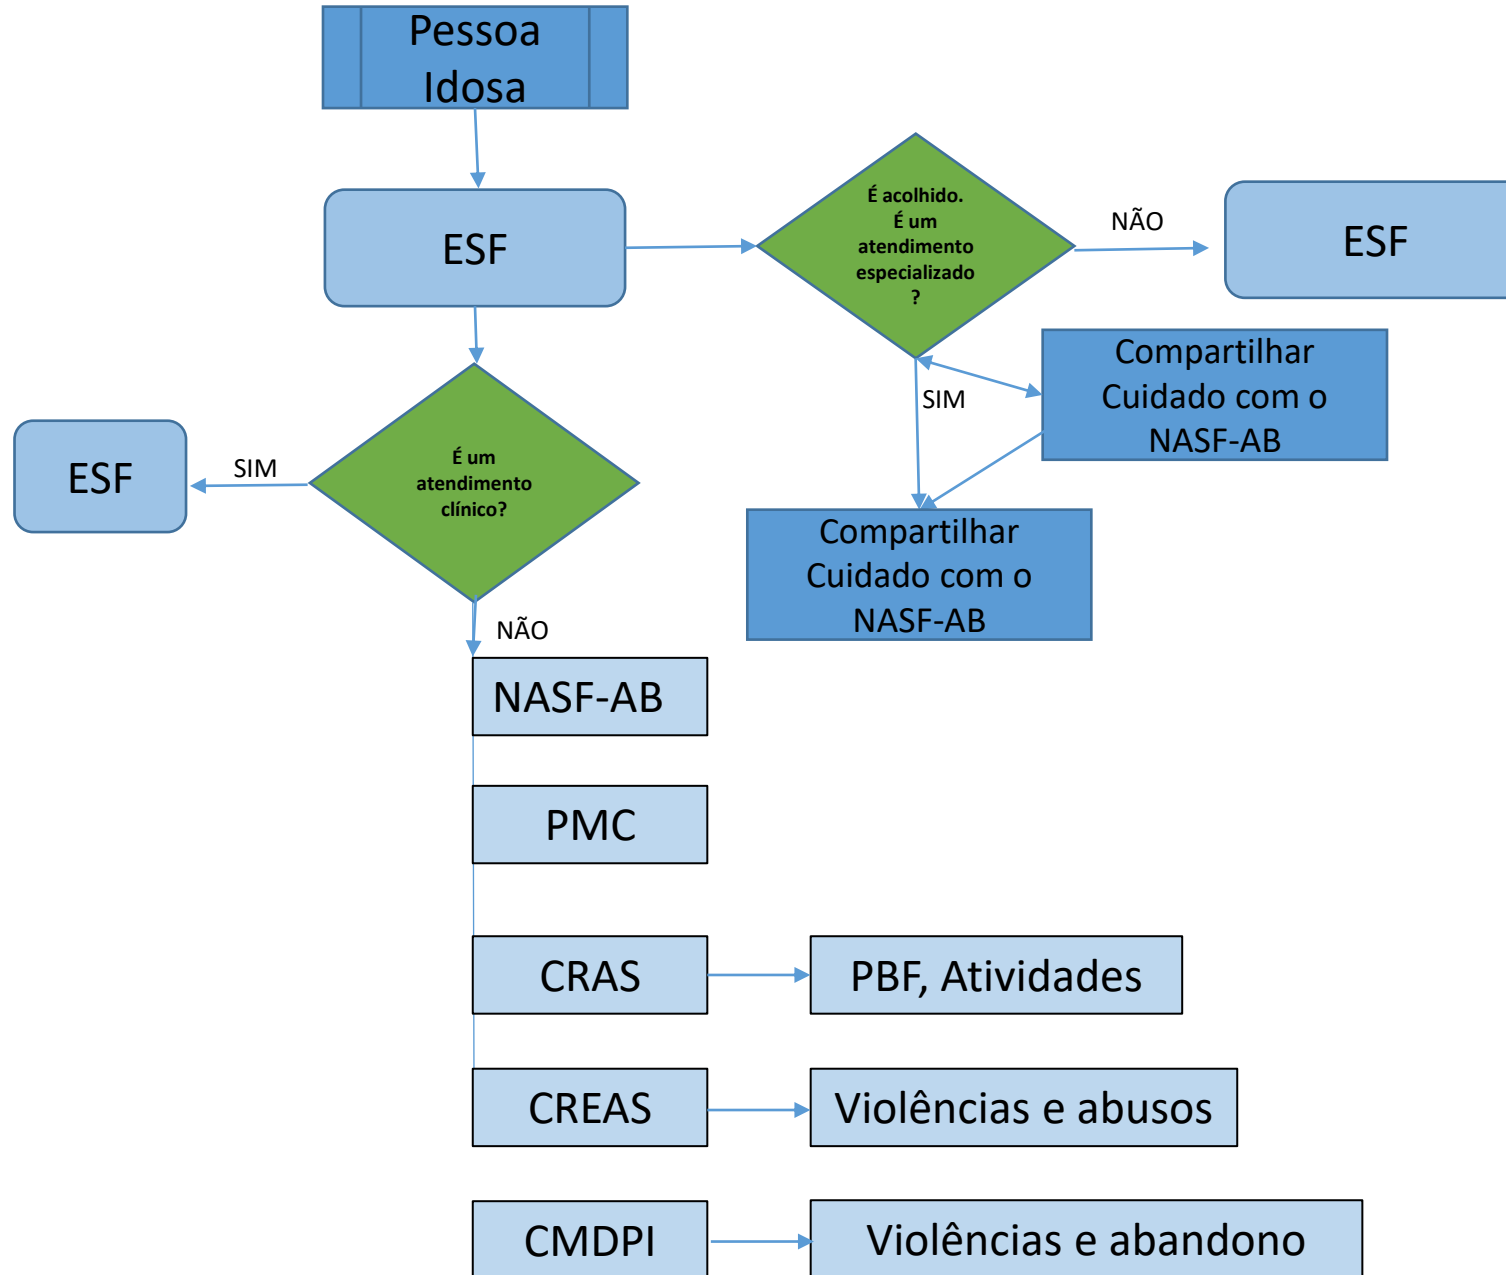 Pessoa
Idosa
ESF
É acolhido.
É um
atendimento
especializado
?
NÃO
ESF
SIM
Compartilhar
Cuidado com o
NASF-AB
Compartilhar
Cuidado com o
NASF-AB
É um
atendimento
clínico?
SIM
ESF
NÃO
NASF-AB
PMC
CRAS
PBF, Atividades
CREAS
Violências e abusos
CMDPI
Violências e abandono